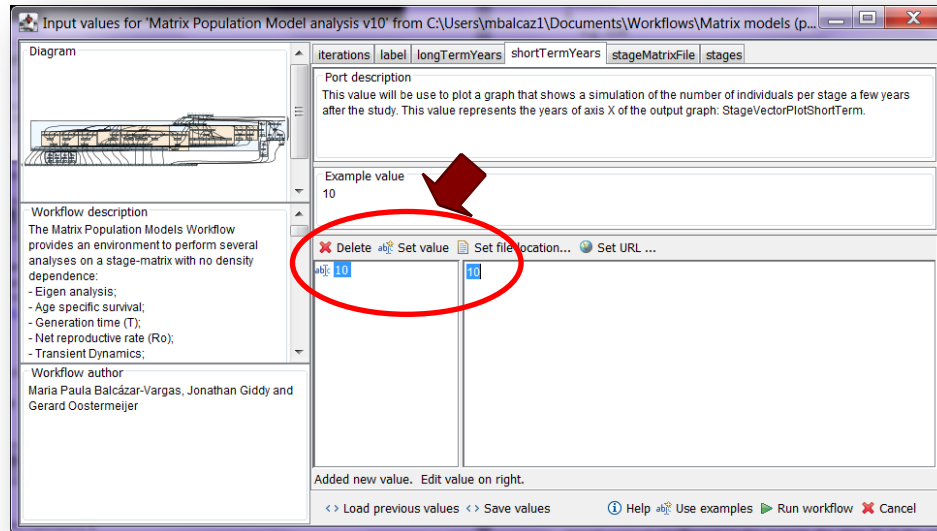 Input values for 'Matrix Population Model analysis v10' from C:\Users\mbalcaz1\Documents\Workflows\Matrix models (p...
Diagram
Workflow description
The Matrix Population Models Workflow
provides an environment to perform several
analyses on a stage-matrix with no density
dependence:
- Eigen analysis;
- Age specific survival;
- Generation time (T);
- Net reproductive rate (Ro);
- Transient Dynamics;
Workflow author
Maria Paula Balcázar-Vargas, Jonathan Giddy and
Gerard Oostermeijer
iterations label longTermYears shortTermYears stageMatrixFile stages
Port description
This value will be use to plot a graph that shows a simulation of the number of individuals per stage a few years
after the study. This value represents the years of axis X of the output graph: StageVectorPlotShortTerm.
Example value
10
Delete Set value Set file location... Set URL ...
10
10
Added new value. Edit value on right.
Load previous values Save values Help Use examples Run workflow Cancel